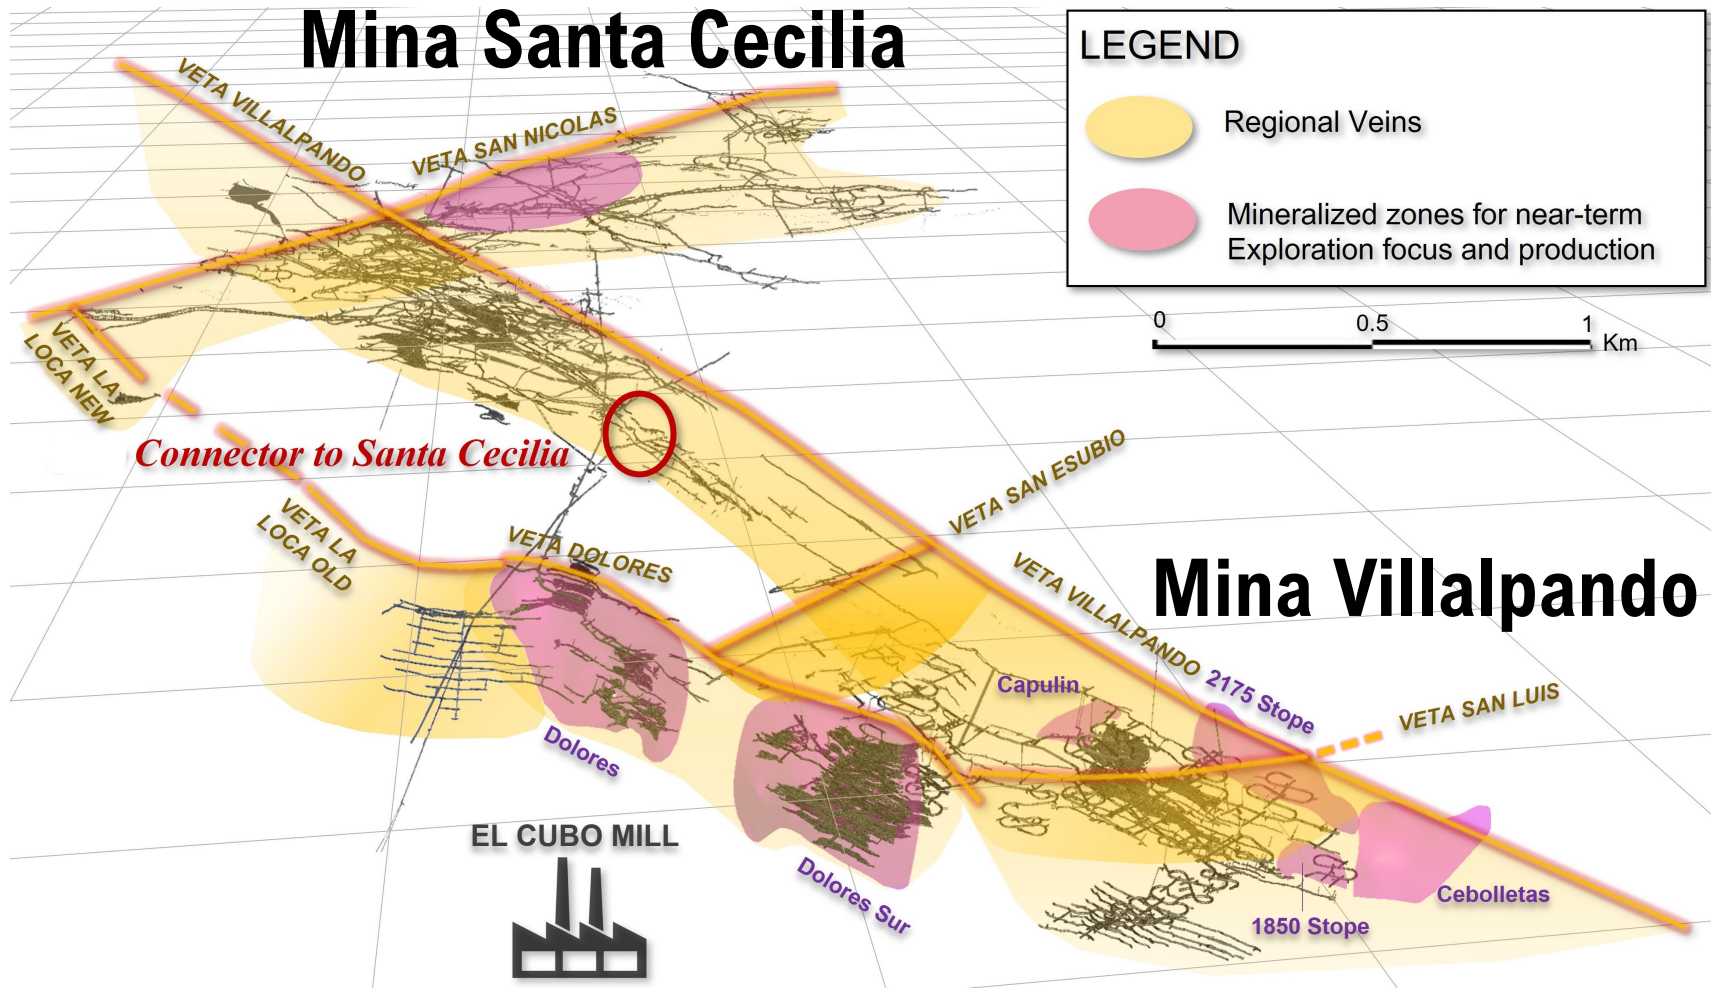 Mina Santa Cecilia
LEGEND
Regional Veins
Mineralized zones for near-term
Exploration focus and production
0 0.5 1
Km
VETA VILLALPANDO
VETA SAN NICOLAS
VETA LA
LOCA NEW
Connector to Santa Cecilia
VETA SAN ESUBIO
VETA LA
LOCA OLD
VETA DOLORES
Mina Villalpando
VETA VILLALPANDO
2175 Stope
Capulin
VETA SAN LUIS
Dolores
EL CUBO MILL
Dolores Sur
Cebolletas
1850 Stope